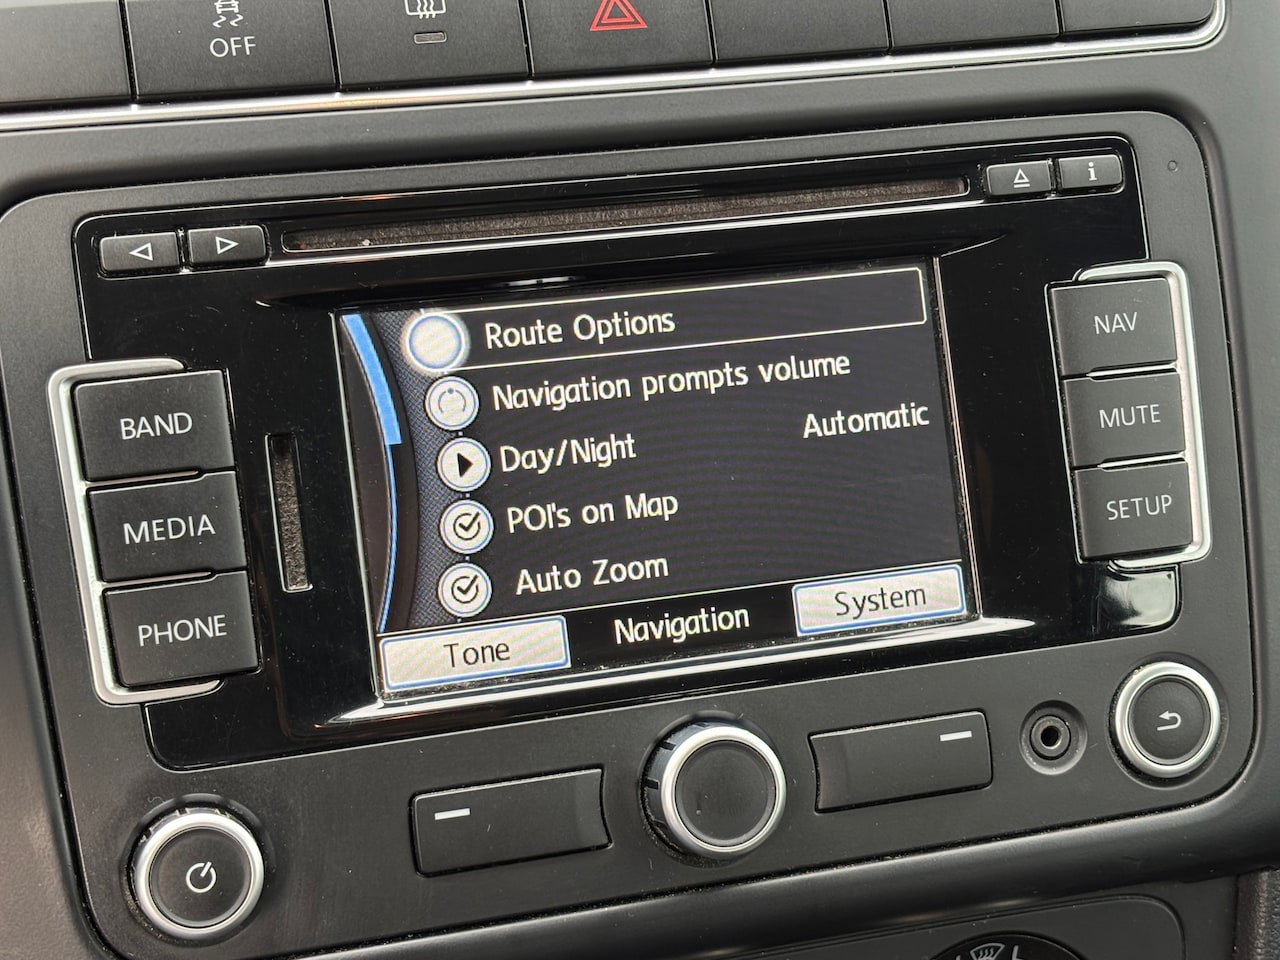 OFF
BAND
MEDIA
PHONE
Route Options
Navigation prompts volume
Day/Night Automatic
POI's on Map
Auto Zoom
Tone Navigation System
i
NAV
MUTE
SETUP